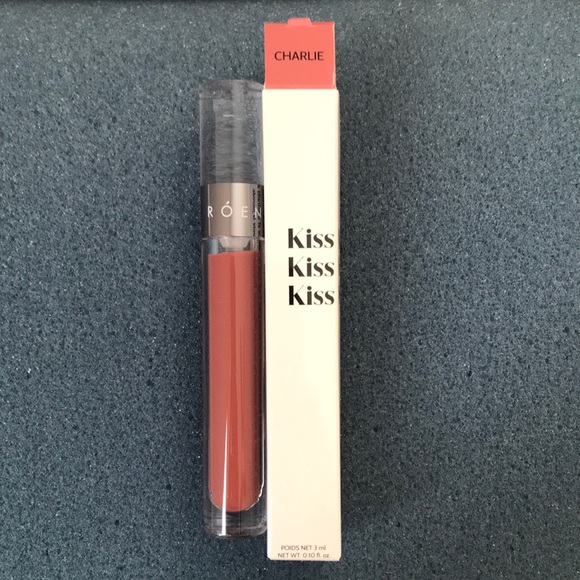 CHARLIE
RÓEN
Kiss
Kiss
Kiss
POIDS NET 3 ml
NET WT. 0.10 fl. oz.